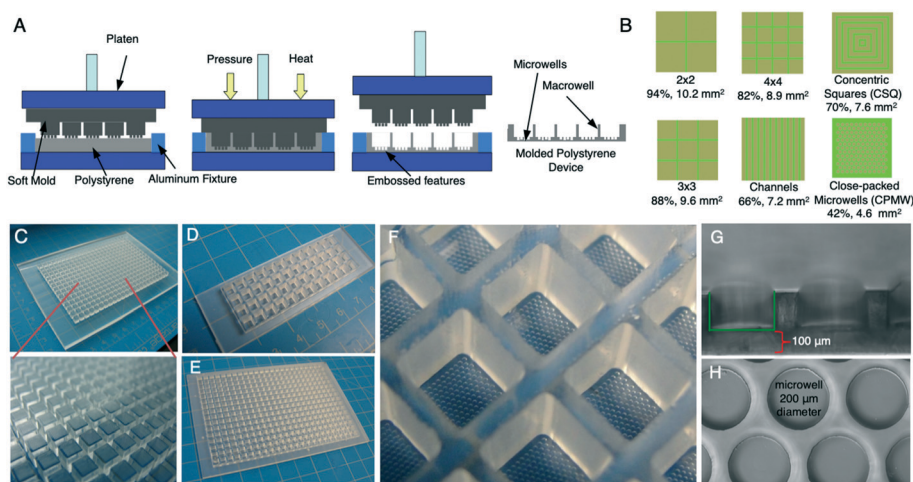 A
Platen
Pressure
Heat
Microwells
Macrowell
Soft Mold
Polystyrene
Aluminum Fixture
Embossed features
Molded Polystyrene
Device
B
2x2
94%, 10.2 mm²
4x4
82%, 8.9 mm²
Concentric
Squares (CSQ)
70%, 7.6 mm²
3x3
88%, 9.6 mm²
Channels
66%, 7.2 mm²
Close-packed
Microwells (CPMW)
42%, 4.6 mm²
C
D
E
F
G
100 µm
H
microwell
200 µm
diameter